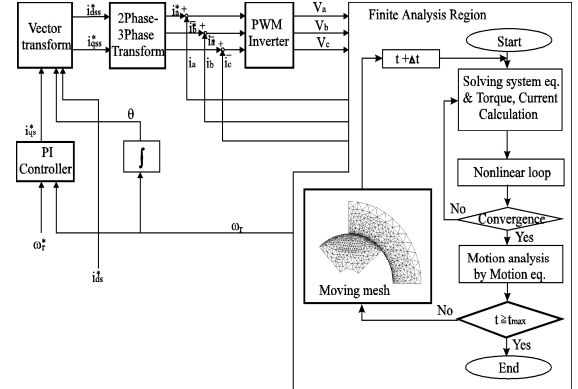 i*dss
i*qss
Vector
transform
2Phase-
3Phase
Transform
i*a +
i*b +
+
-
ia
ib
ic
PWM
Inverter
Va
Vb
Vc
Finite Analysis Region
Start
t +Δt
Solving system eq.
& Torque, Current
Calculation
Nonlinear loop
No
Convergence
Yes
Motion analysis
by Motion eq.
No
t≧tmax
Yes
End
Moving mesh
θ
∫
i*qs
PI
Controller
ωr
ω*r
i*ds